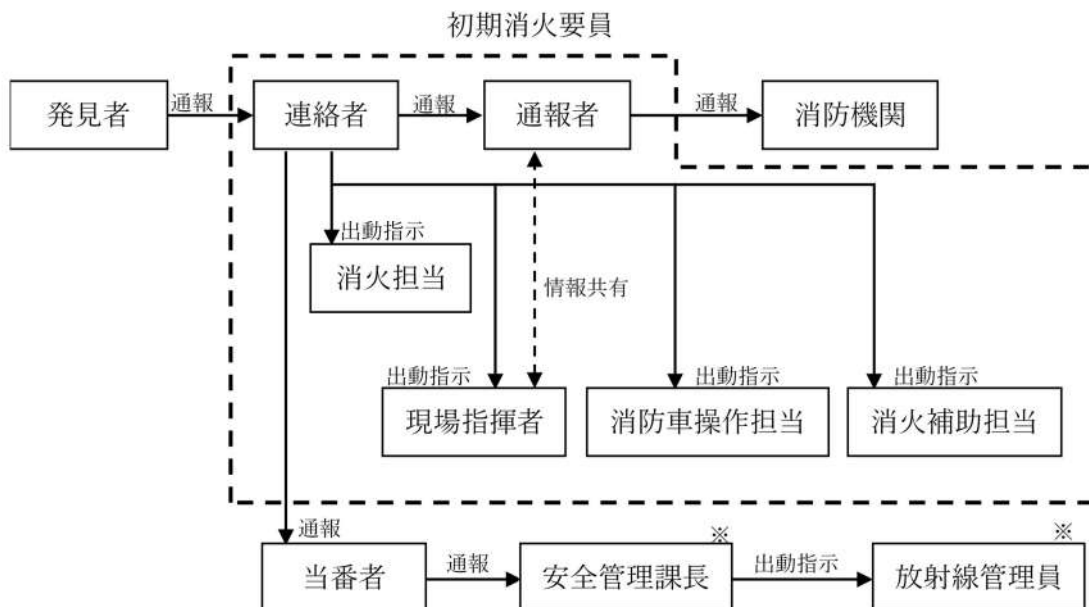 初期消火要員
発見者
通報
連絡者
通報
通報者
通報
消防機関
出動指示
消火担当
情報共有
出動指示
現場指揮者
出動指示
消防車操作担当
出動指示
消火補助担当
通報
当番者
通報
※
安全管理課長
出動指示
※
放射線管理員